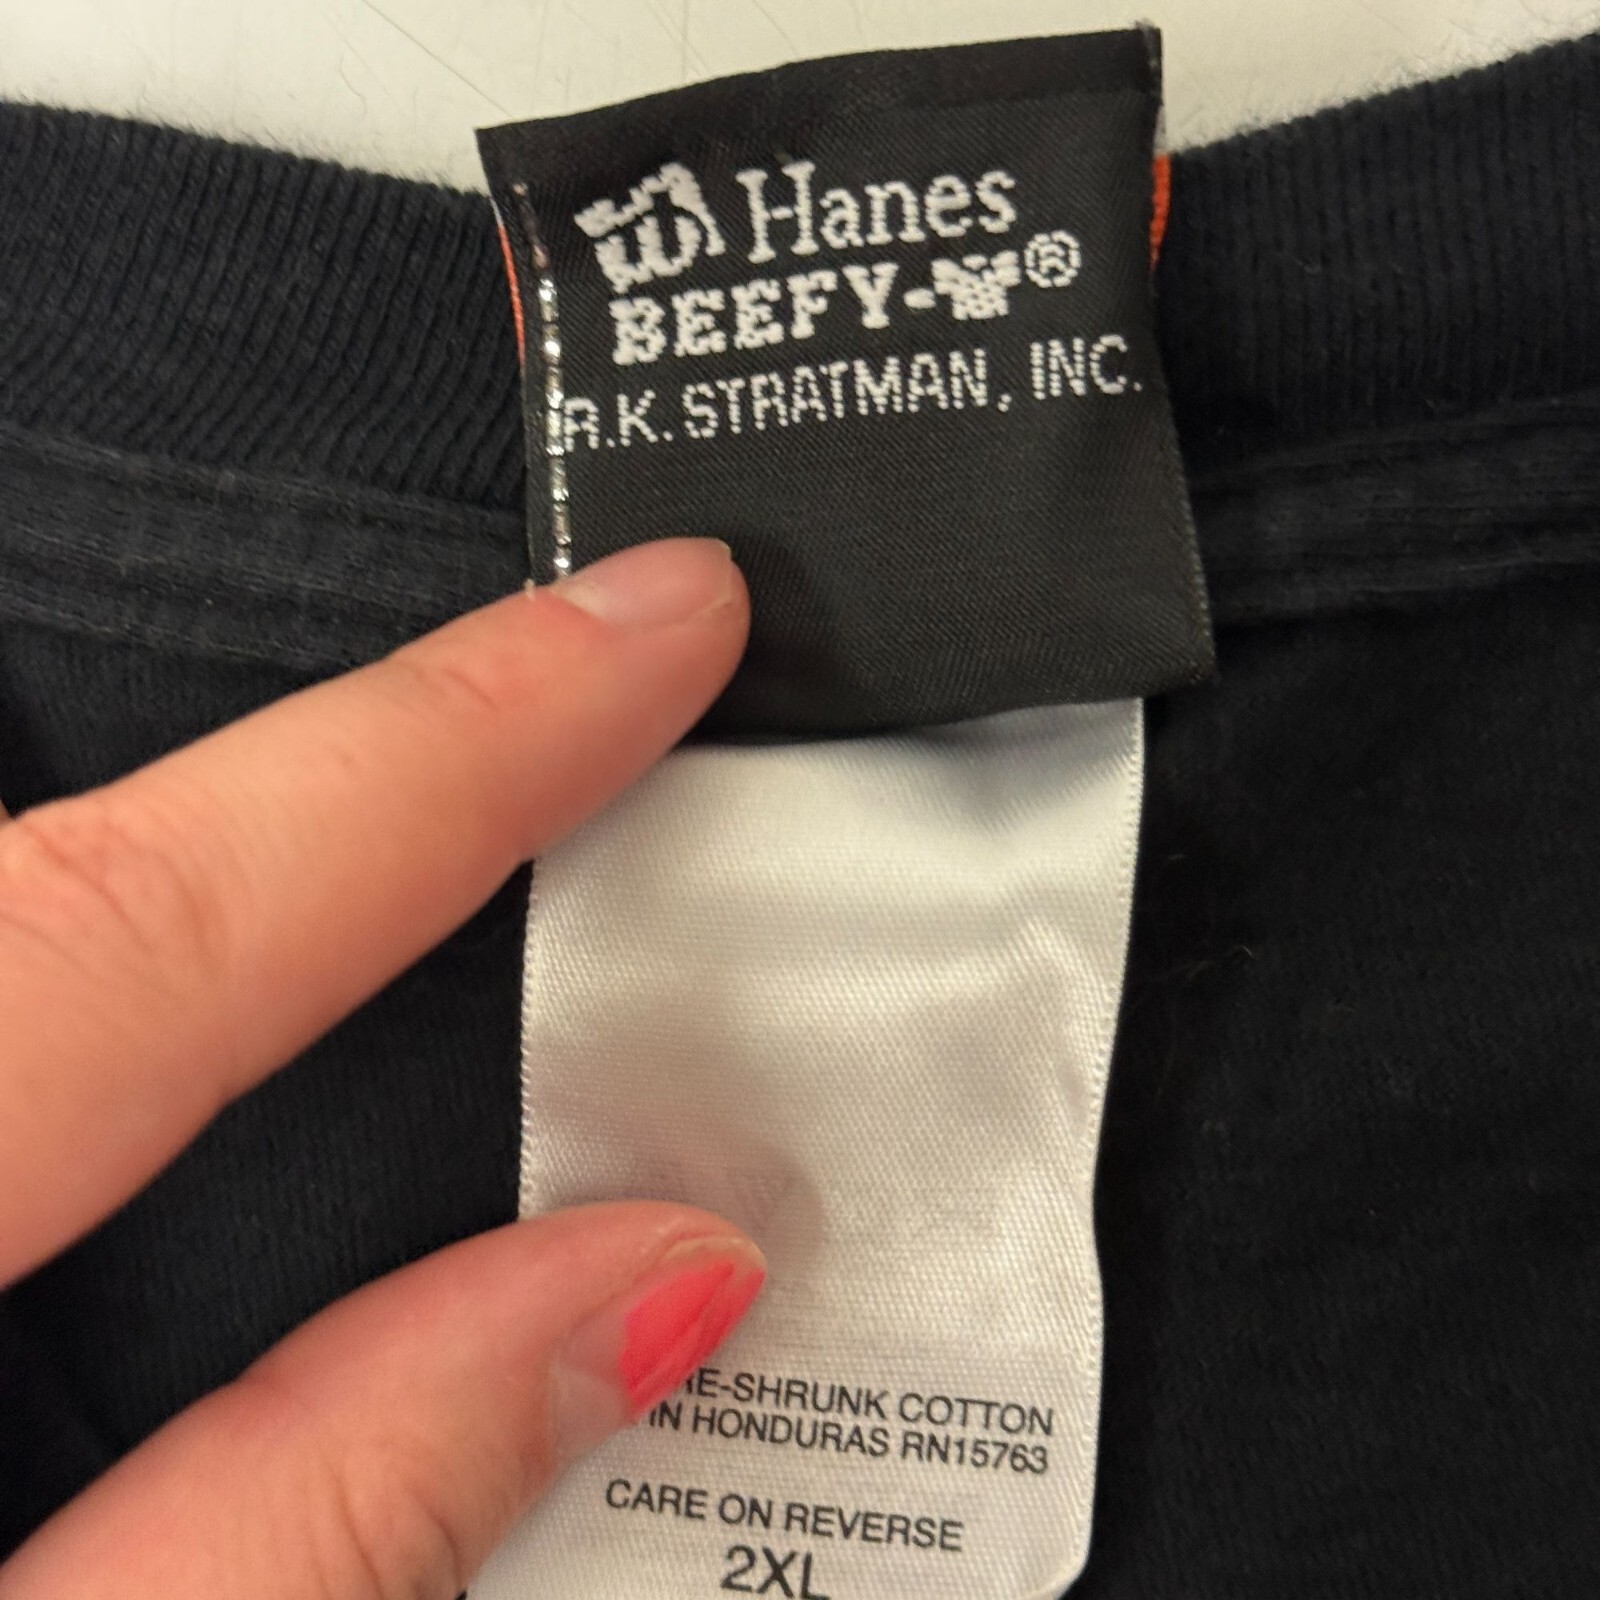 Hanes
BEEFY-T®
R.K. STRATMAN, INC.
RE-SHRUNK COTTON
IN HONDURAS RN15763
CARE ON REVERSE
2XL